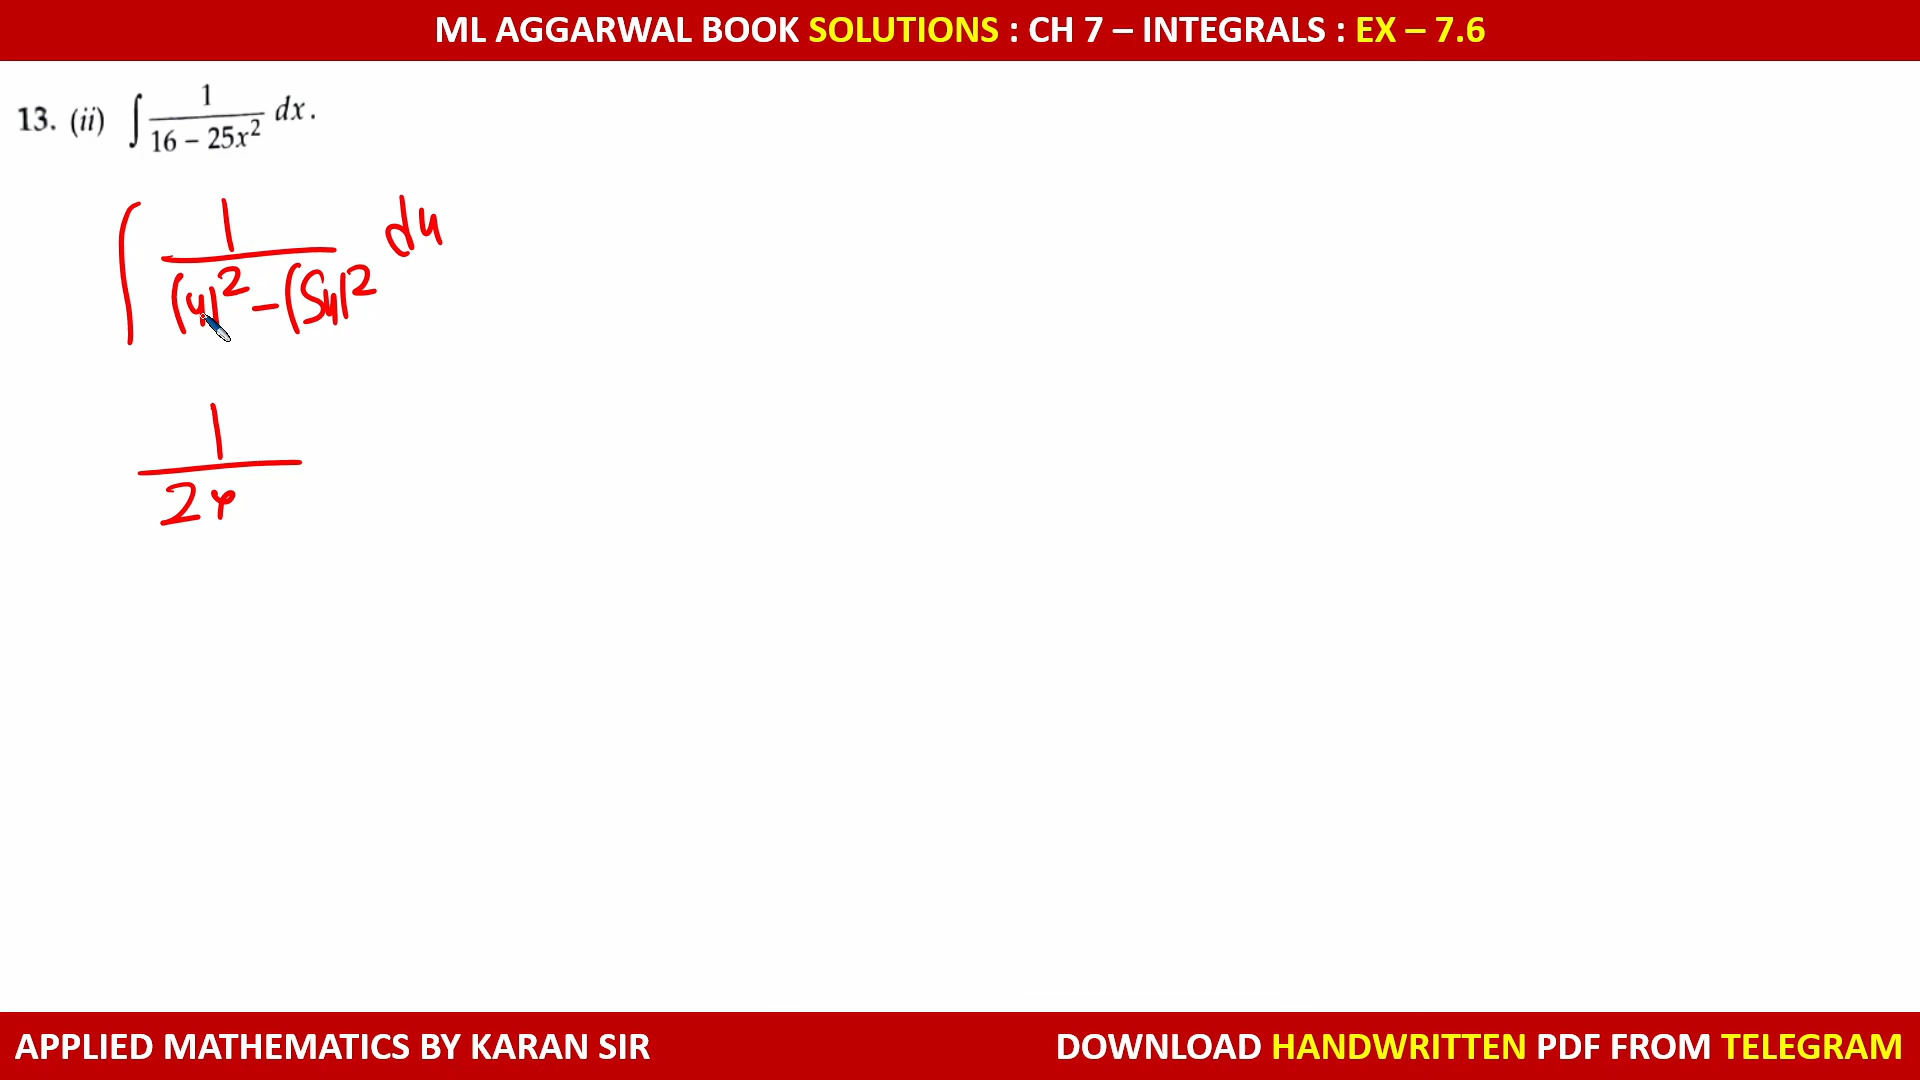 ML AGGARWAL BOOK SOLUTIONS : CH 7 – INTEGRALS : EX – 7.6
13. (ii) ∫ 1/(16 – 25x²) dx.
∫ 1/((4)² – (5x)²) dx
1/(2×
APPLIED MATHEMATICS BY KARAN SIR
DOWNLOAD HANDWRITTEN PDF FROM TELEGRAM